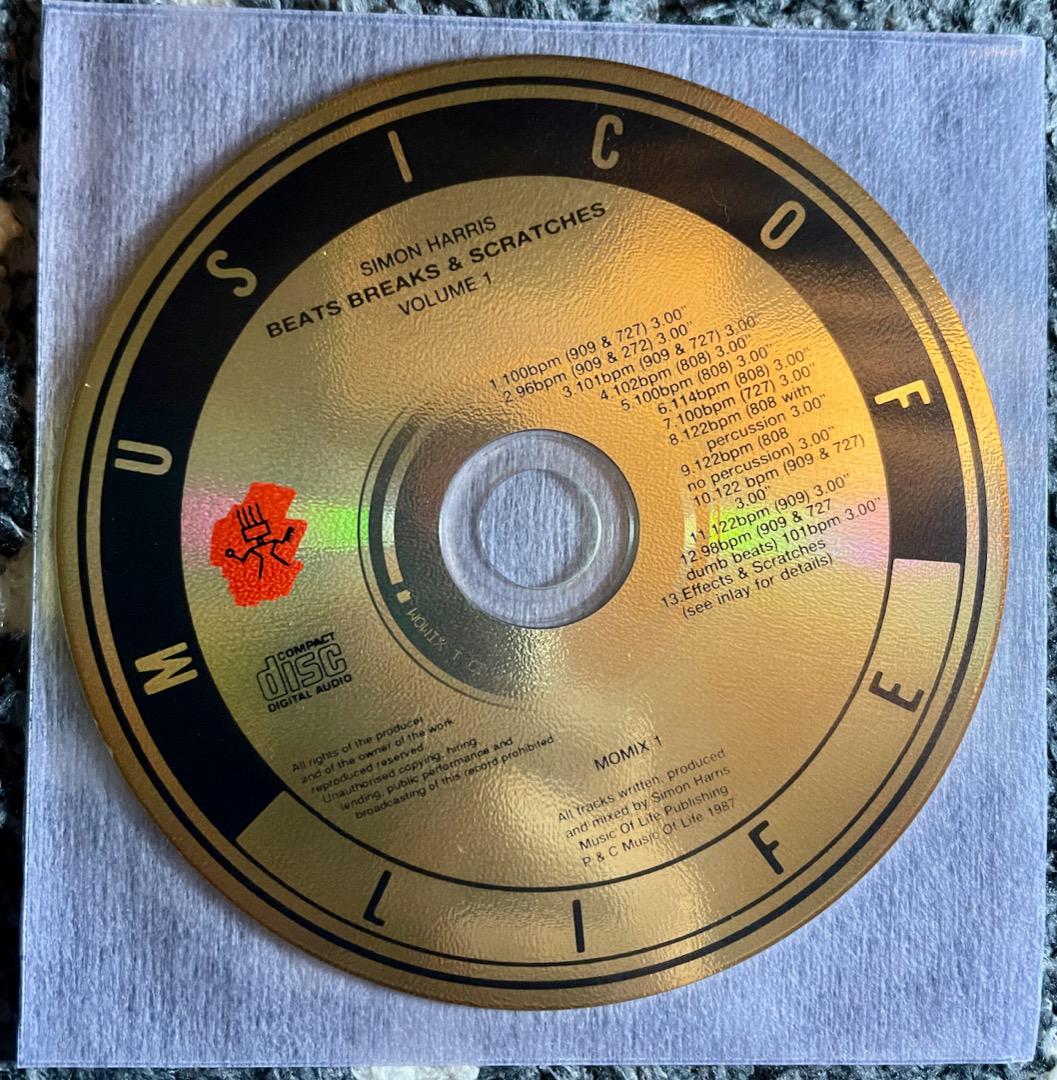 MUSIC OF
LIFE
SIMON HARRIS
BEATS BREAKS & SCRATCHES
VOLUME 1
1.100bpm (909 & 727) 3.00"
2.96bpm (909 & 272) 3.00"
3.101bpm (909 & 727) 3.00"
4.102bpm (808) 3.00"
5.100bpm (808) 3.00"
6.114bpm (808) 3.00"
7.100bpm (727) 3.00"
8.122bpm (808 with
percussion 3.00"
9.122bpm (808
no percussion) 3.00"
10.122 bpm (909 & 727)
3.00"
11.122bpm (909) 3.00"
12.98bpm (909 & 727
dumb beats) 101bpm 3.00"
13.Effects & Scratches
(see inlay for details)
MOMIX 1 CD
COMPACT
disc
DIGITAL AUDIO
All rights of the producer
and of the owner of the work
reproduced reserved
Unauthorised copying, hiring,
lending, public performance and
broadcasting of this record prohibited
MOMIX 1
All tracks written, produced
and mixed by Simon Harris
Music Of Life Publishing
P & C Music Of Life 1987